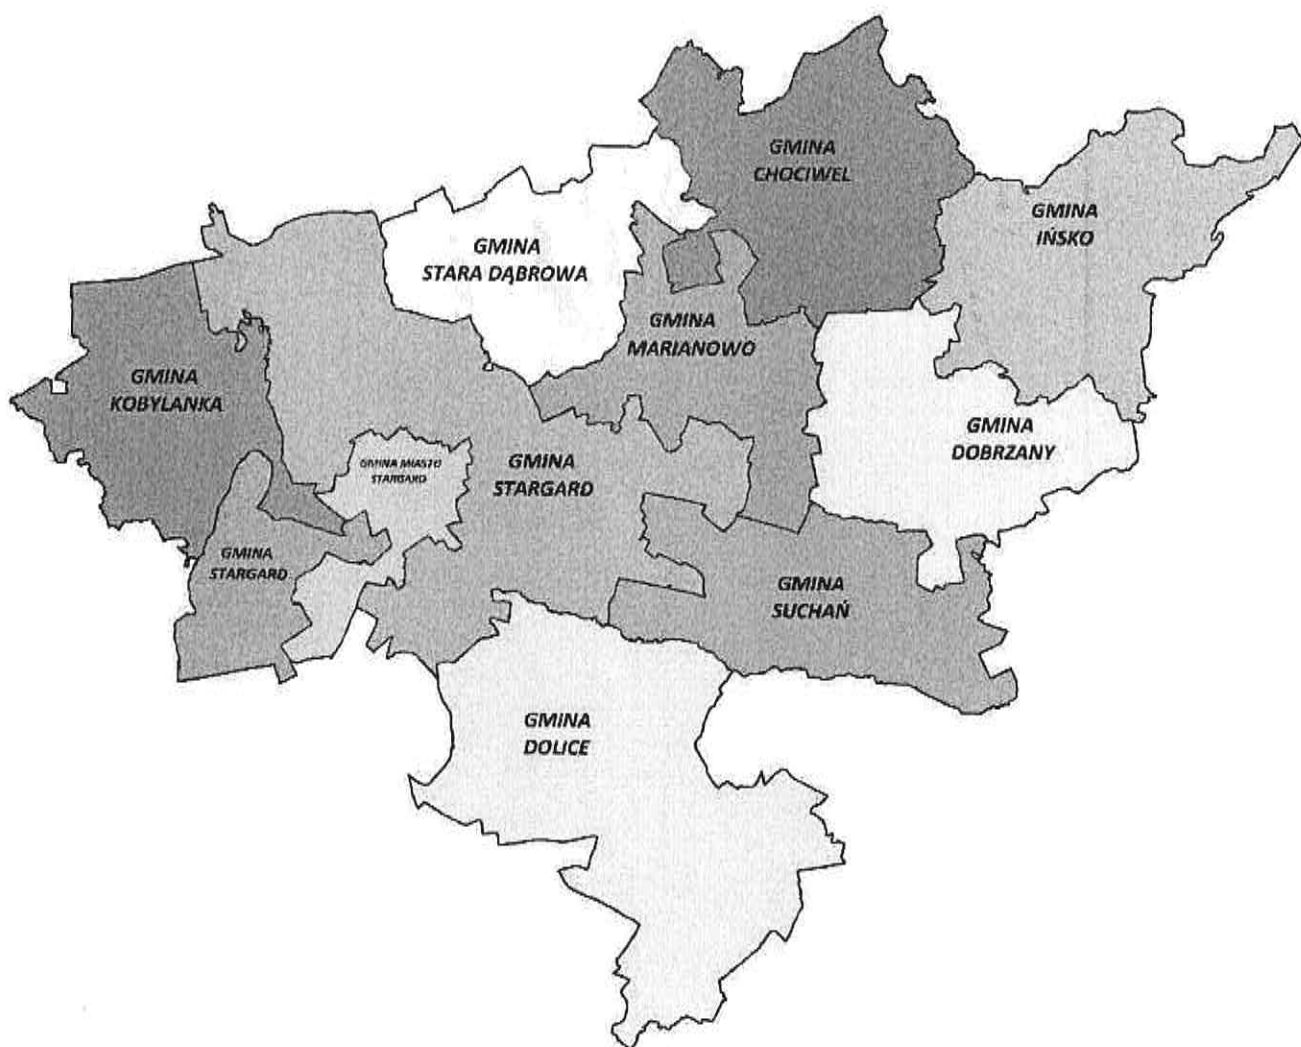 GMINA
CHOCIWEL
GMINA
IŃSKO
GMINA
STARA DĄBROWA
GMINA
MARIANOWO
GMINA
KOBYLANKA
GMINA
DOBRZANY
GMINA MIASTO
STARGARD
GMINA
STARGARD
GMINA
STARGARD
GMINA
SUCHAŃ
GMINA
DOLICE